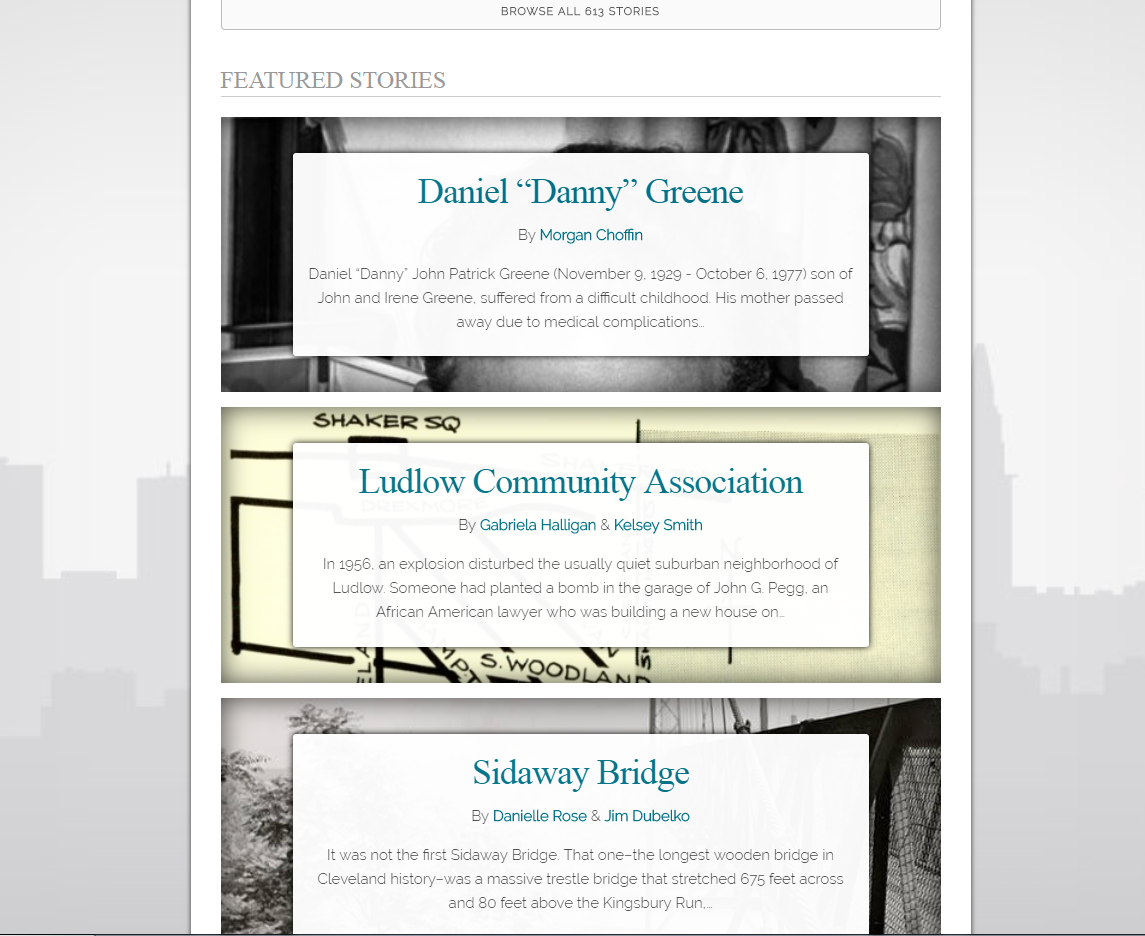 BROWSE ALL 613 STORIES
FEATURED STORIES
Daniel “Danny” Greene
By Morgan Choffin
Daniel “Danny” John Patrick Greene (November 9, 1929 - October 6, 1977) son of
John and Irene Greene, suffered from a difficult childhood. His mother passed
away due to medical complications…
SHAKER SQ
Ludlow Community Association
By Gabriela Halligan & Kelsey Smith
In 1956, an explosion disturbed the usually quiet suburban neighborhood of
Ludlow. Someone had planted a bomb in the garage of John G. Pegg, an
African American lawyer who was building a new house on…
S. WOODLAND
Sidaway Bridge
By Danielle Rose & Jim Dubelko
It was not the first Sidaway Bridge. That one–the longest wooden bridge in
Cleveland history–was a massive trestle bridge that stretched 675 feet across
and 80 feet above the Kingsbury Run,…